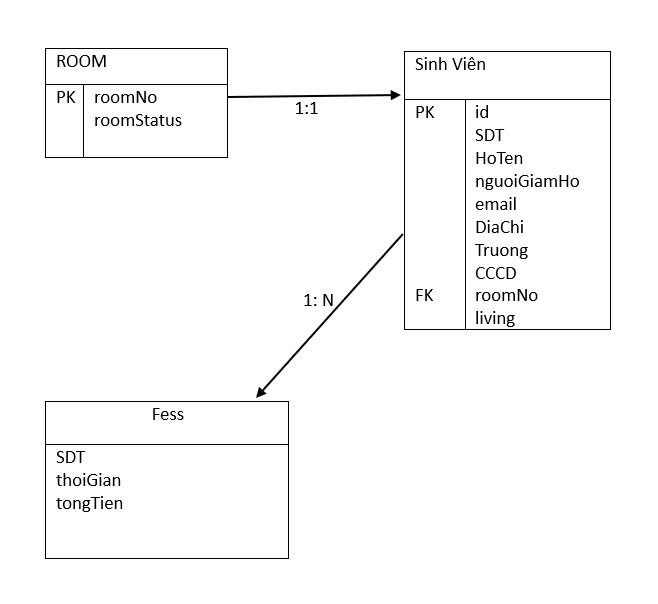 ROOM
PK roomNo
roomStatus
1:1
Sinh Viên
PK id
SDT
HoTen
nguoiGiamHo
email
DiaChi
Truong
CCCD
FK roomNo
living
1: N
Fess
SDT
thoiGian
tongTien